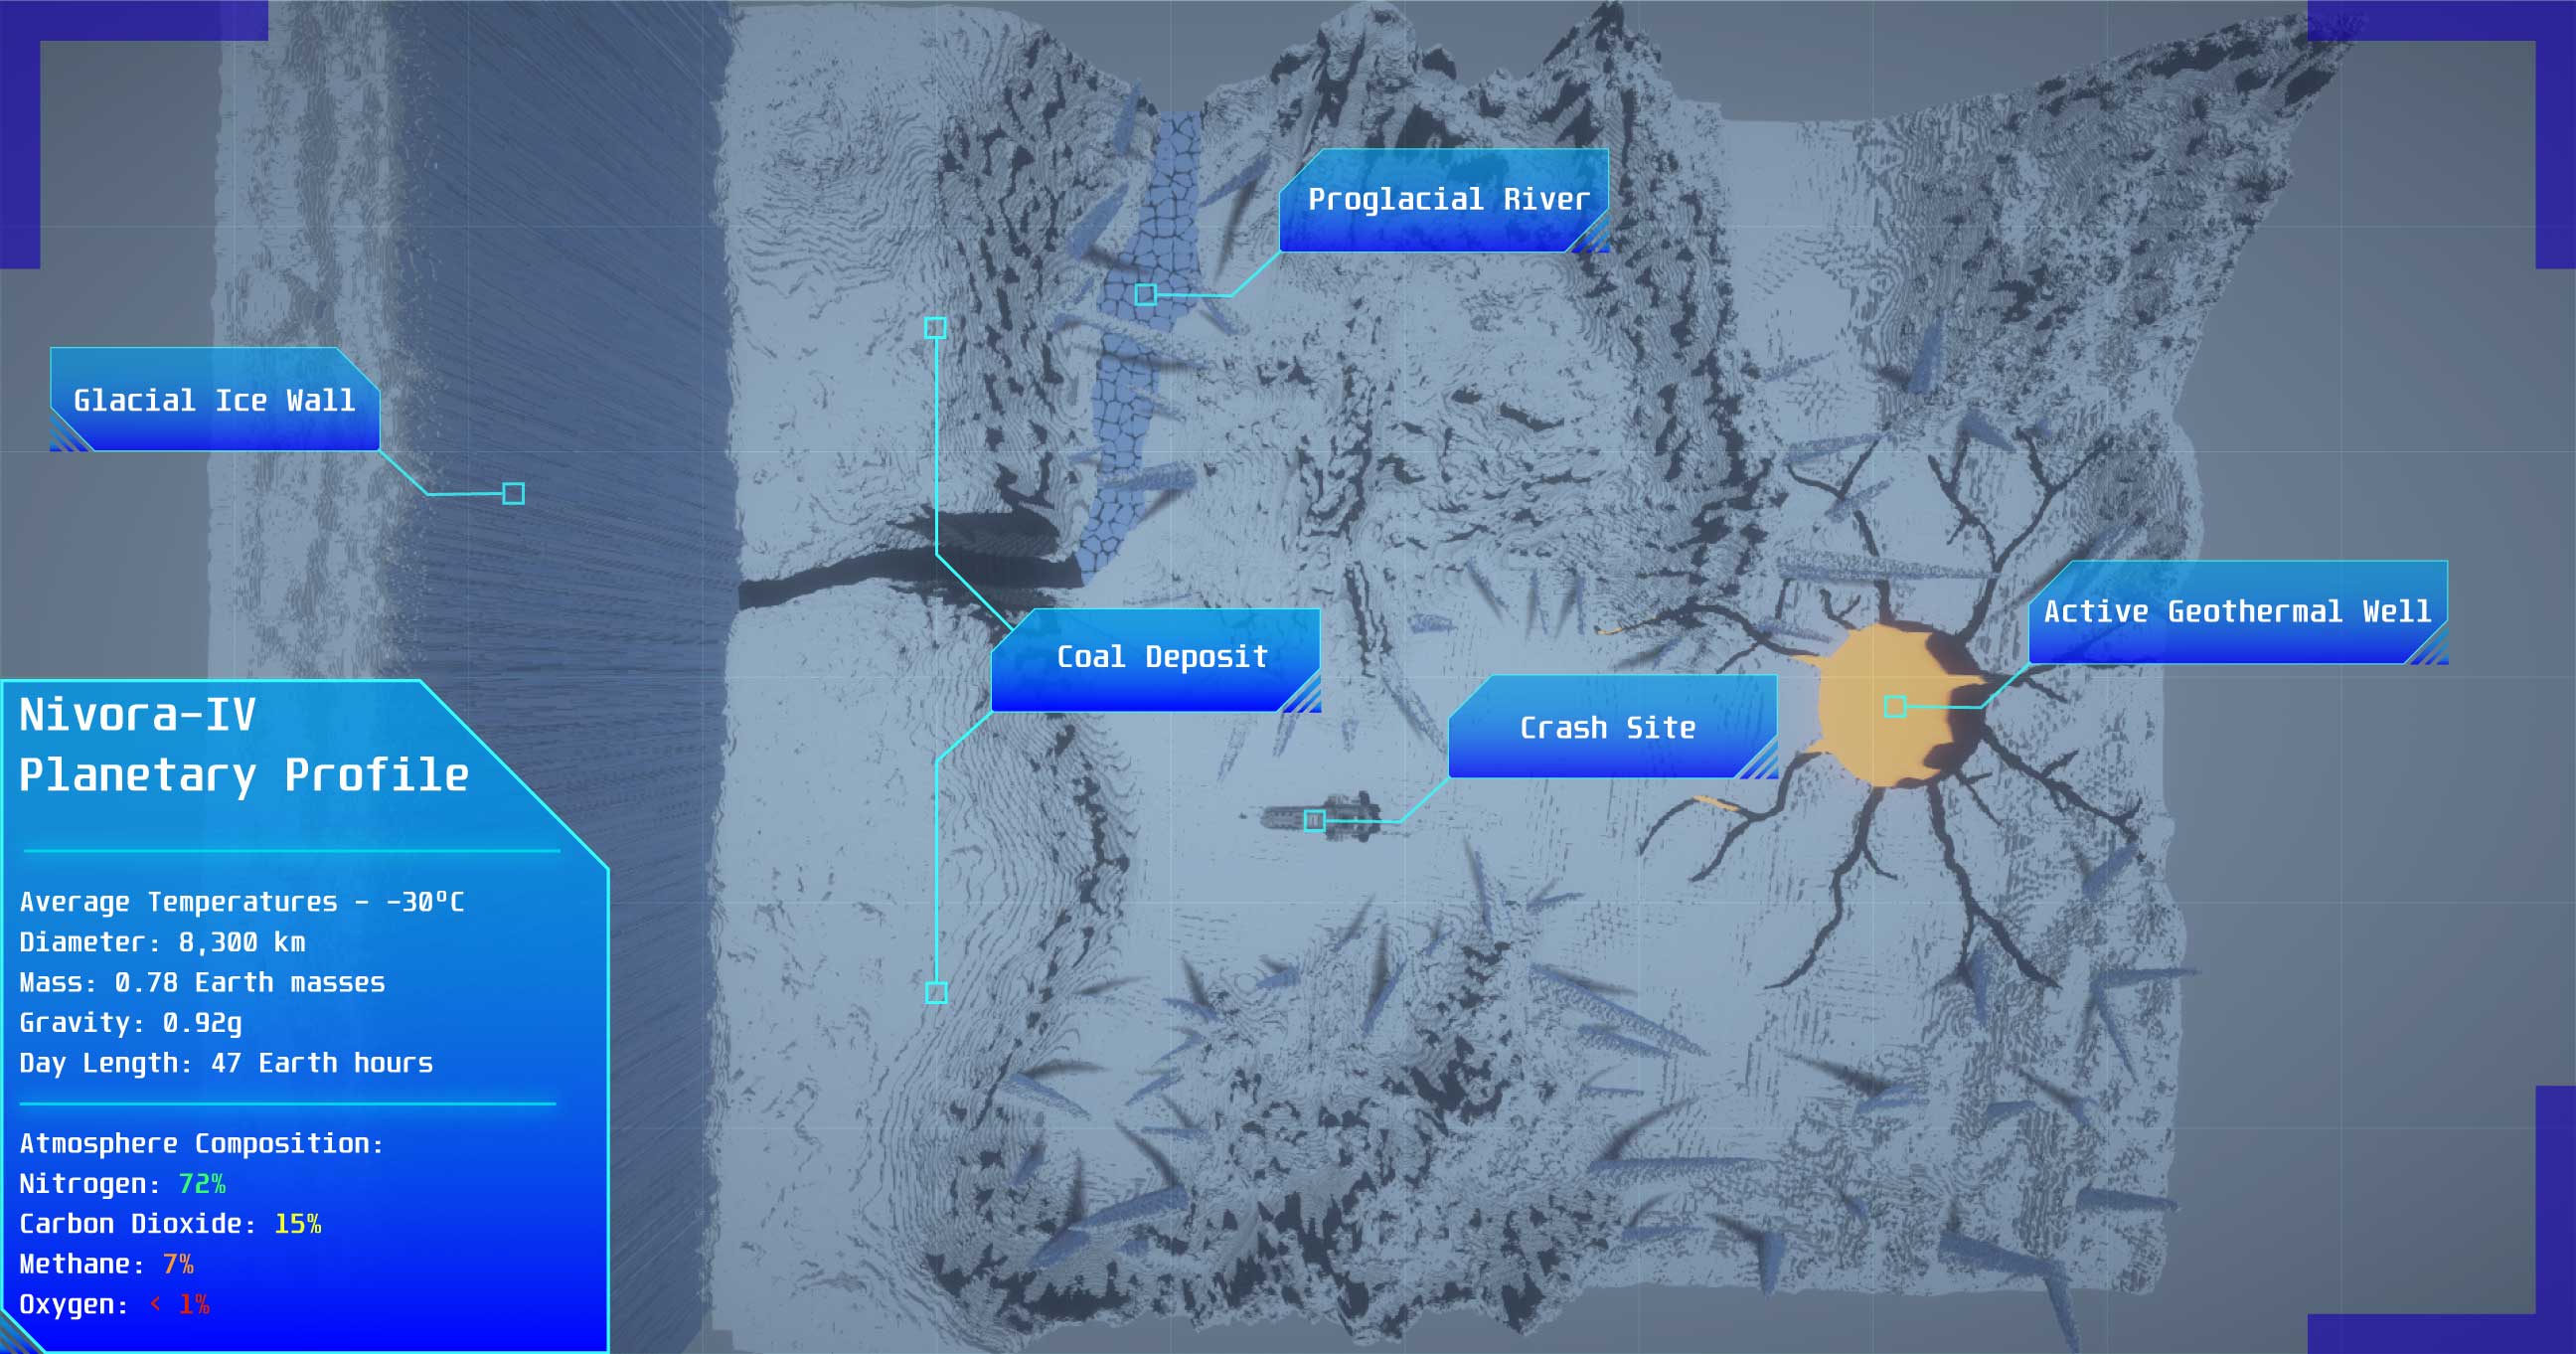 Proglacial River
Glacial Ice Wall
Active Geothermal Well
Coal Deposit
Crash Site
Nivora-IV
Planetary Profile
Average Temperatures - -30ºC
Diameter: 8,300 km
Mass: 0.78 Earth masses
Gravity: 0.92g
Day Length: 47 Earth hours
Atmosphere Composition:
Nitrogen: 72%
Carbon Dioxide: 15%
Methane: 7%
Oxygen: < 1%